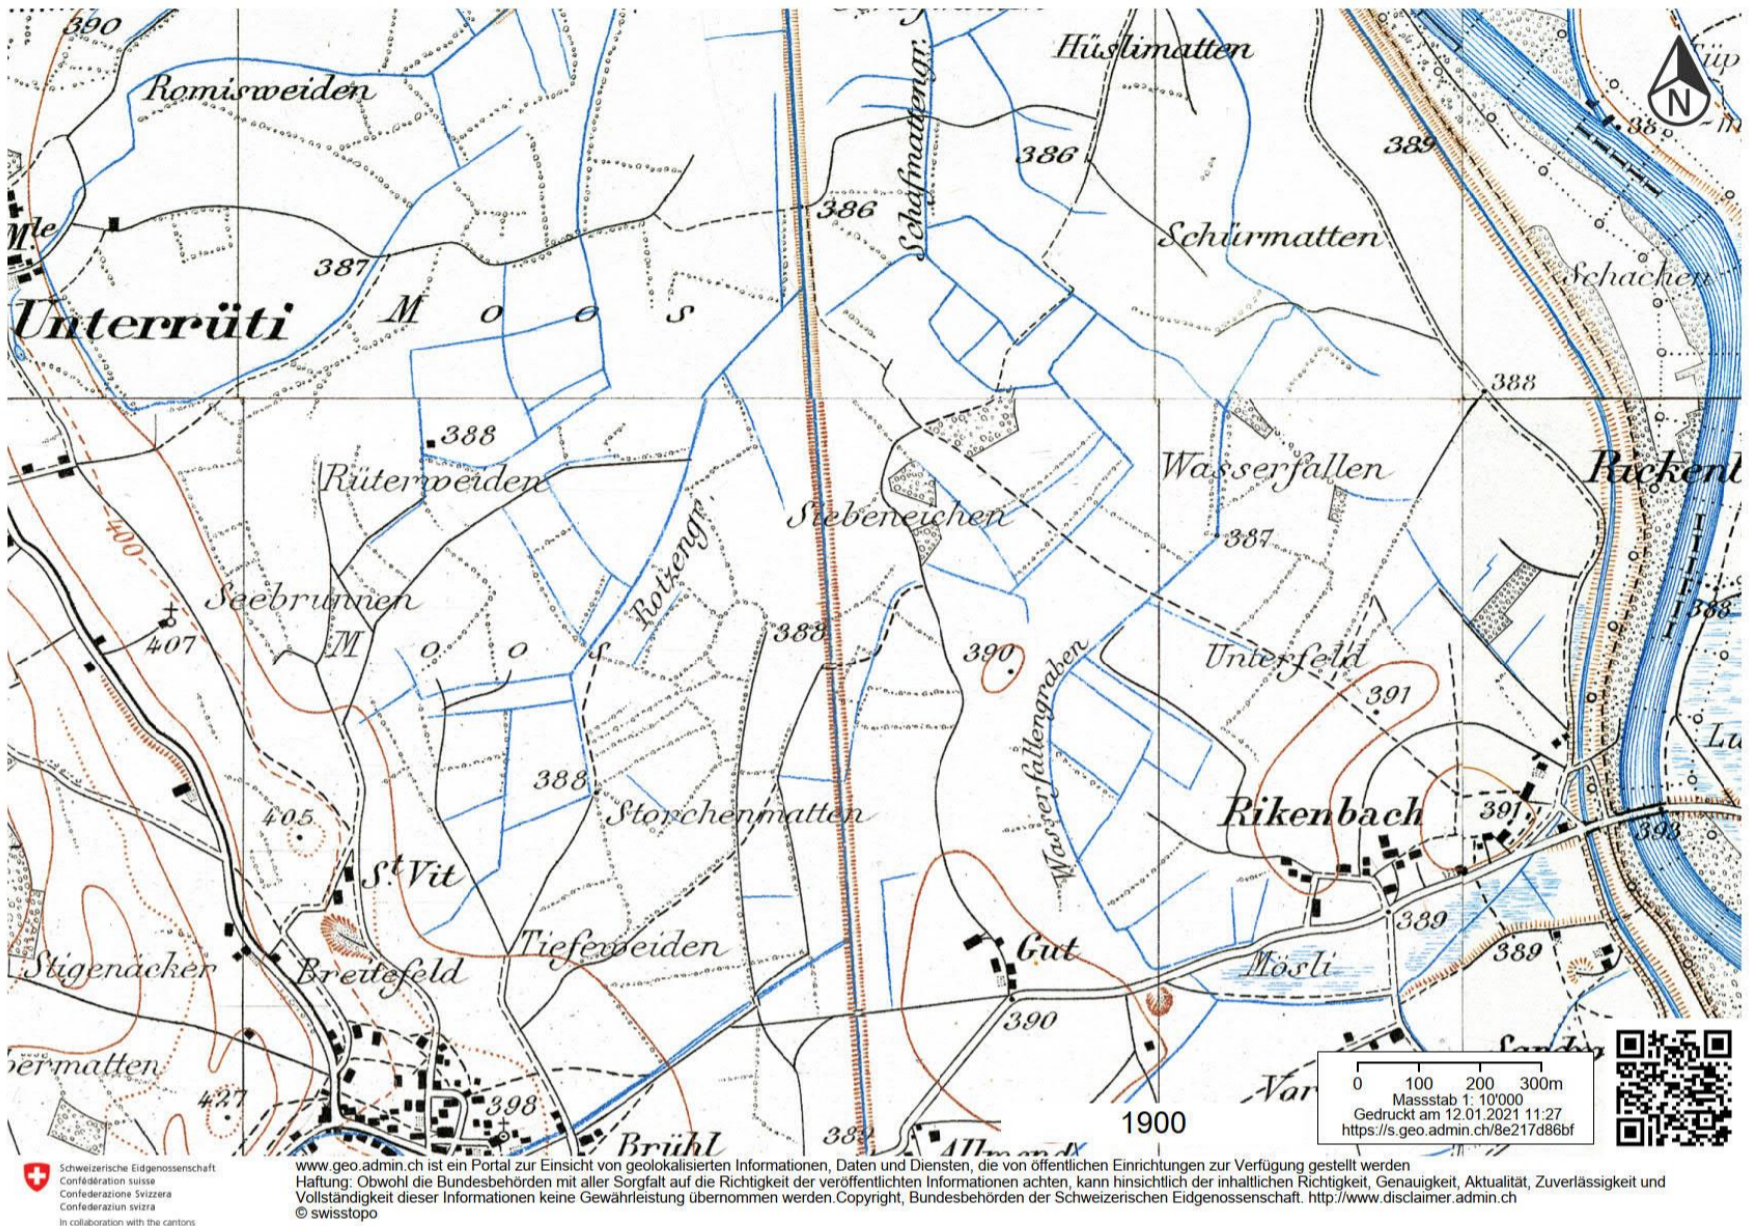 390
Romisweiden
Hüslimatten
Schafmattengr.
386
389
N
386
Mle
387
Schürmatten
Schachen
Unterrüti
M o o s
388
388
Rüterweiden
Wasserfallen
Siebeneichen
387
400
Rotzengr.
Seebrunnen
407
M o o s
388
390
Unterfeld
388
391
Wasserfallengraben
388
405
Storchenmatten
Rikenbach
391
393
St. Vit
389
Tiefeweiden
Gut
389
Stigenäcker
Breitefeld
Mösli
390
427
398
Brühl
389
1900
0 100 200 300m
Massstab 1: 10'000
Gedruckt am 12.01.2021 11:27
https://s.geo.admin.ch/8e217d86bf
Schweizerische Eidgenossenschaft
Confédération suisse
Confederazione Svizzera
Confederaziun svizra
In collaboration with the cantons
www.geo.admin.ch ist ein Portal zur Einsicht von geolokalisierten Informationen, Daten und Diensten, die von öffentlichen Einrichtungen zur Verfügung gestellt werden
Haftung: Obwohl die Bundesbehörden mit aller Sorgfalt auf die Richtigkeit der veröffentlichten Informationen achten, kann hinsichtlich der inhaltlichen Richtigkeit, Genauigkeit, Aktualität, Zuverlässigkeit und
Vollständigkeit dieser Informationen keine Gewährleistung übernommen werden.Copyright, Bundesbehörden der Schweizerischen Eidgenossenschaft. http://www.disclaimer.admin.ch
© swisstopo